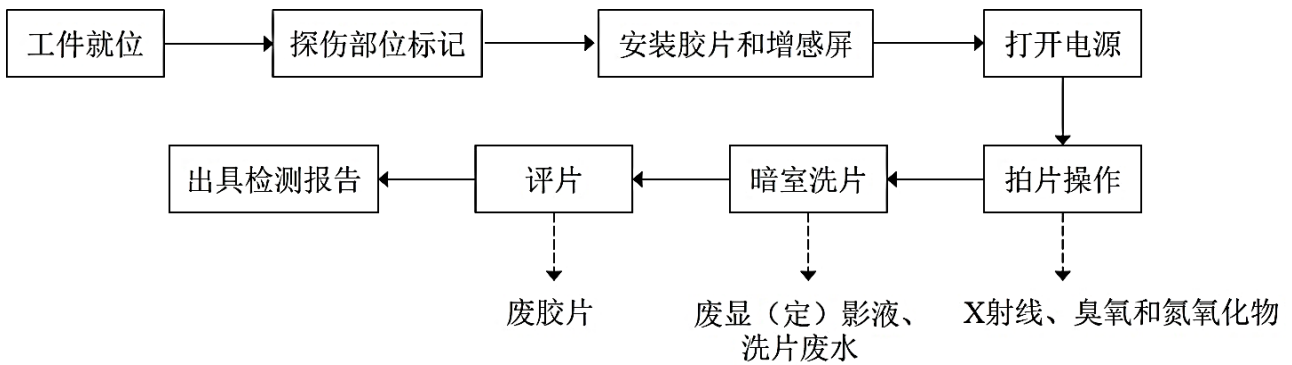 工件就位
探伤部位标记
安装胶片和增感屏
打开电源
出具检测报告
评片
暗室洗片
拍片操作
废胶片
废显（定）影液、
洗片废水
X射线、臭氧和氮氧化物